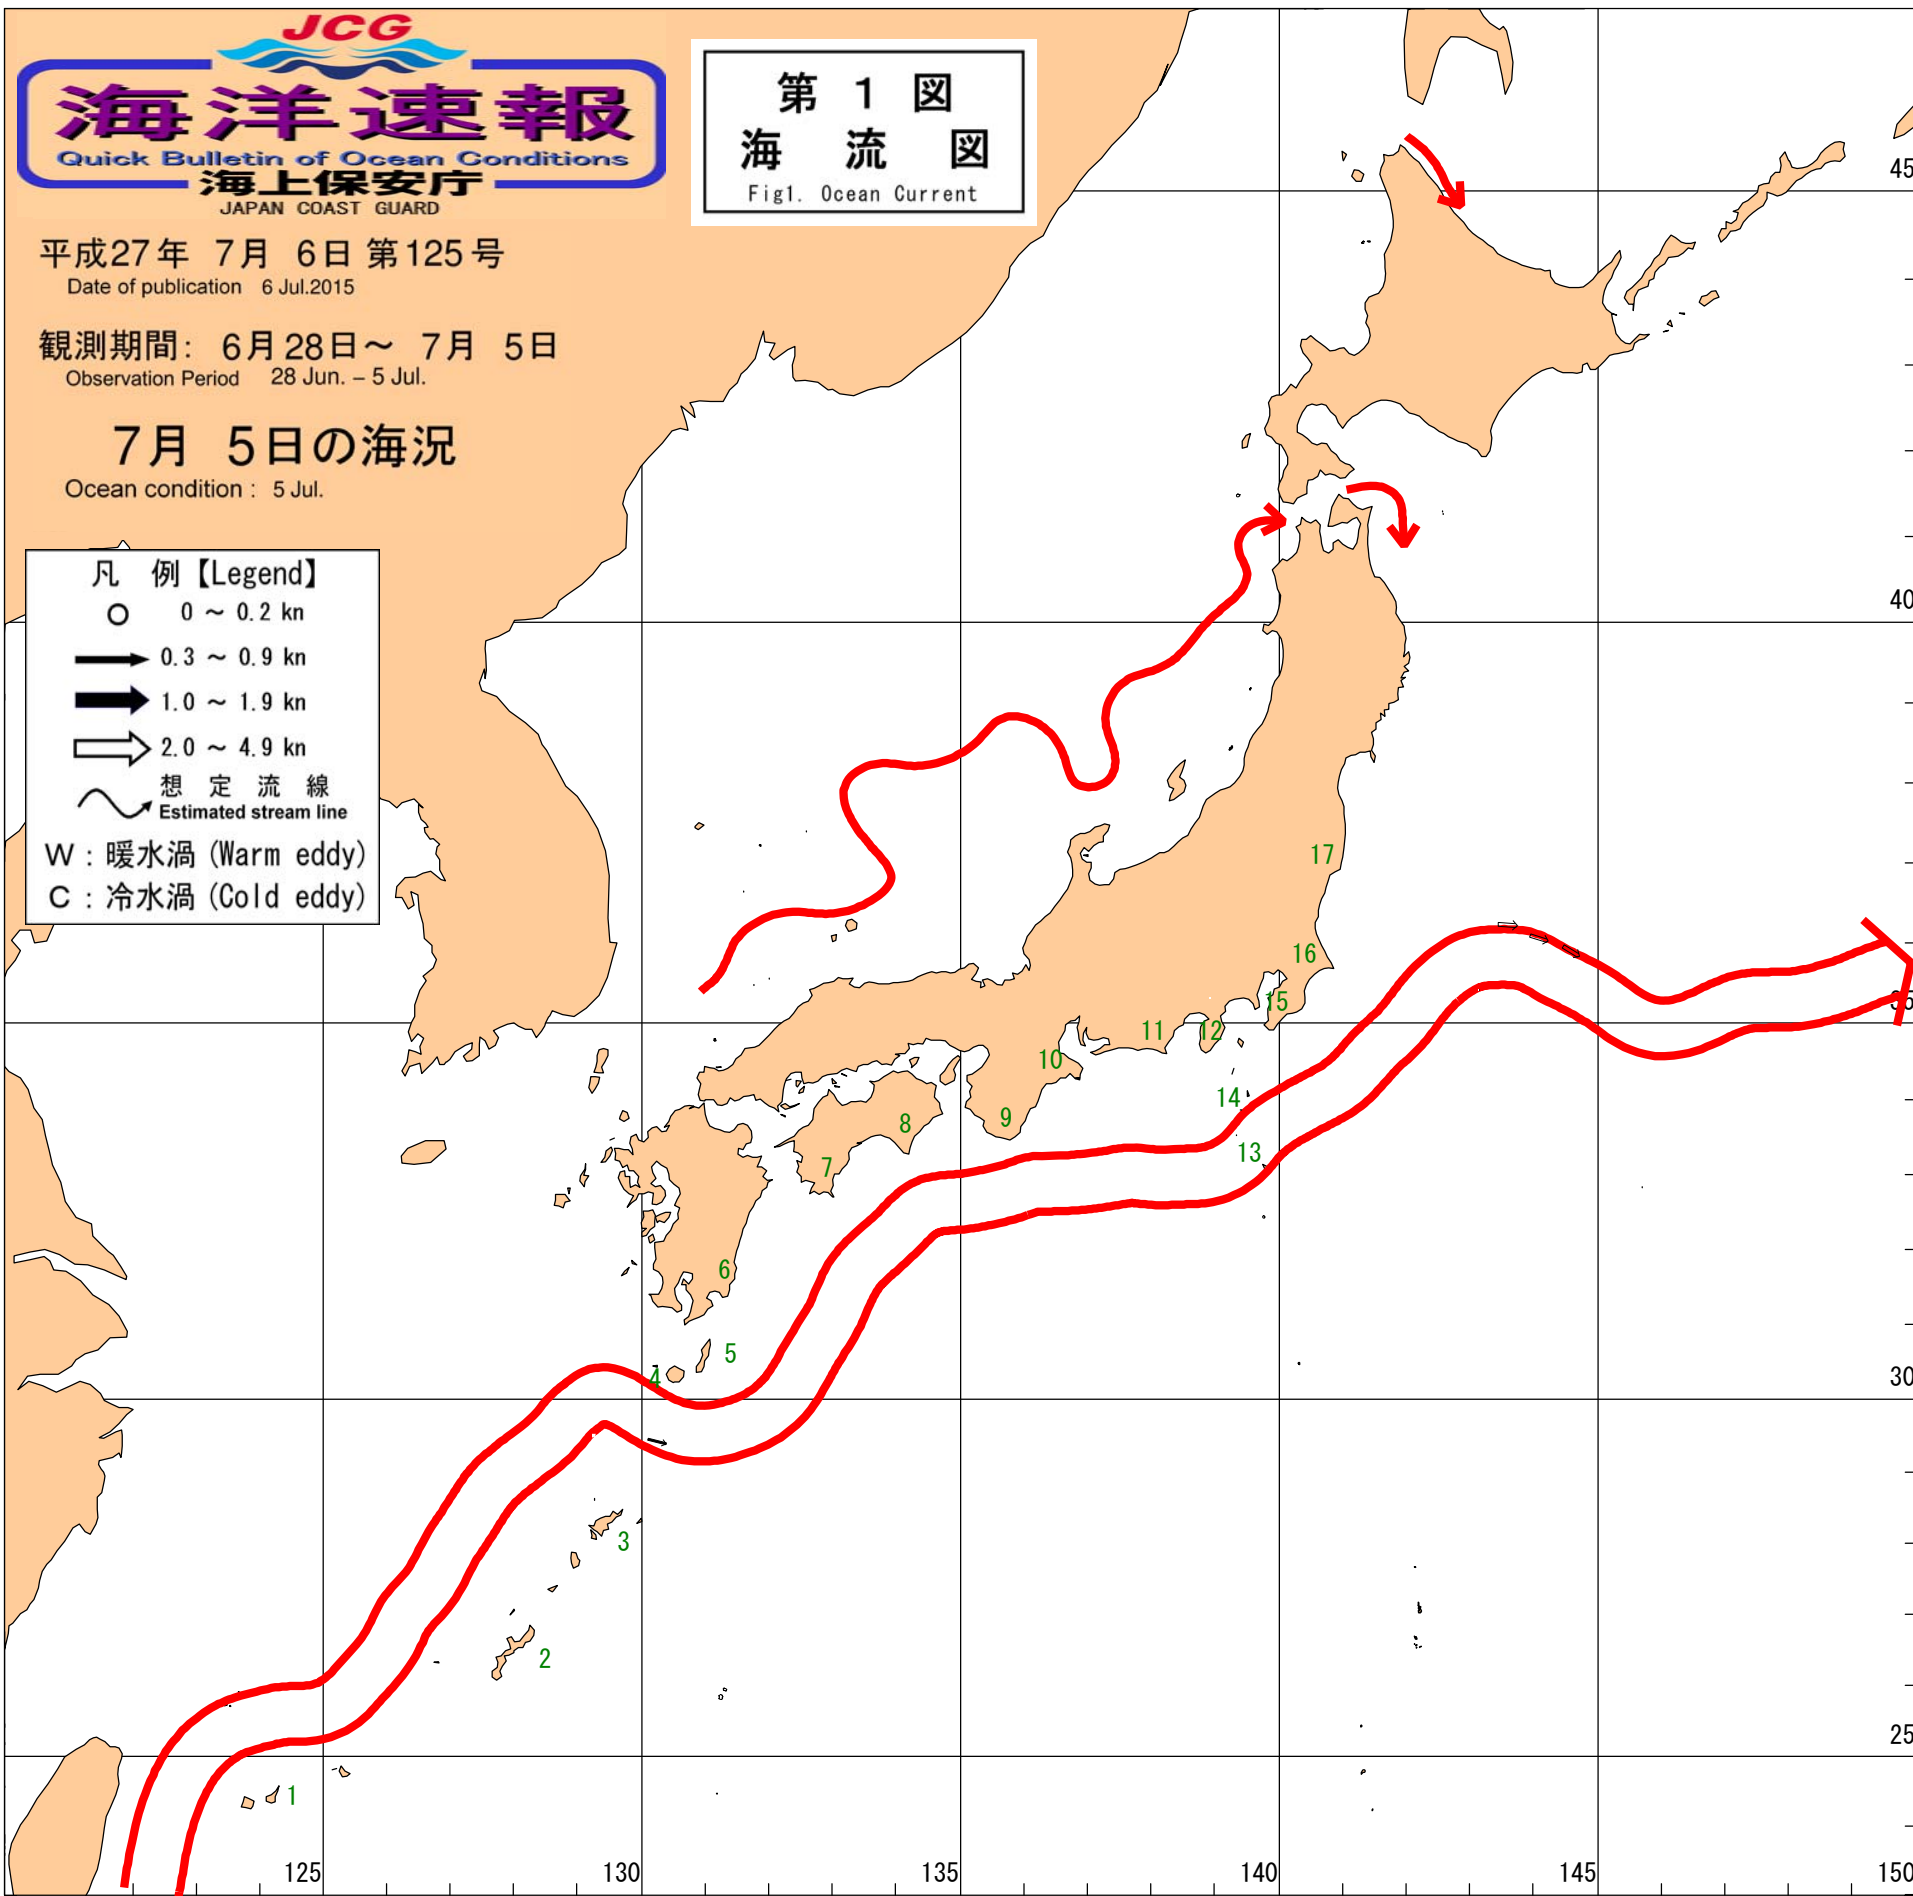 JCG
海洋速報
Quick Bulletin of Ocean Conditions
海上保安庁
JAPAN COAST GUARD
第 1 図
海 流 図
Fig1. Ocean Current
平成27年 7月 6日 第125号
Date of publication 6 Jul.2015
観測期間: 6月28日～ 7月 5日
Observation Period 28 Jun. – 5 Jul.
7月 5日の海況
Ocean condition : 5 Jul.
凡 例【Legend】
0 ～ 0.2 kn
0.3 ～ 0.9 kn
1.0 ～ 1.9 kn
2.0 ～ 4.9 kn
想 定 流 線
Estimated stream line
W : 暖水渦 (Warm eddy)
C : 冷水渦 (Cold eddy)
45
40
17
16
35
15
11
12
10
14
9
8
13
7
6
5
4
30
3
2
25
1
125
130
135
140
145
150